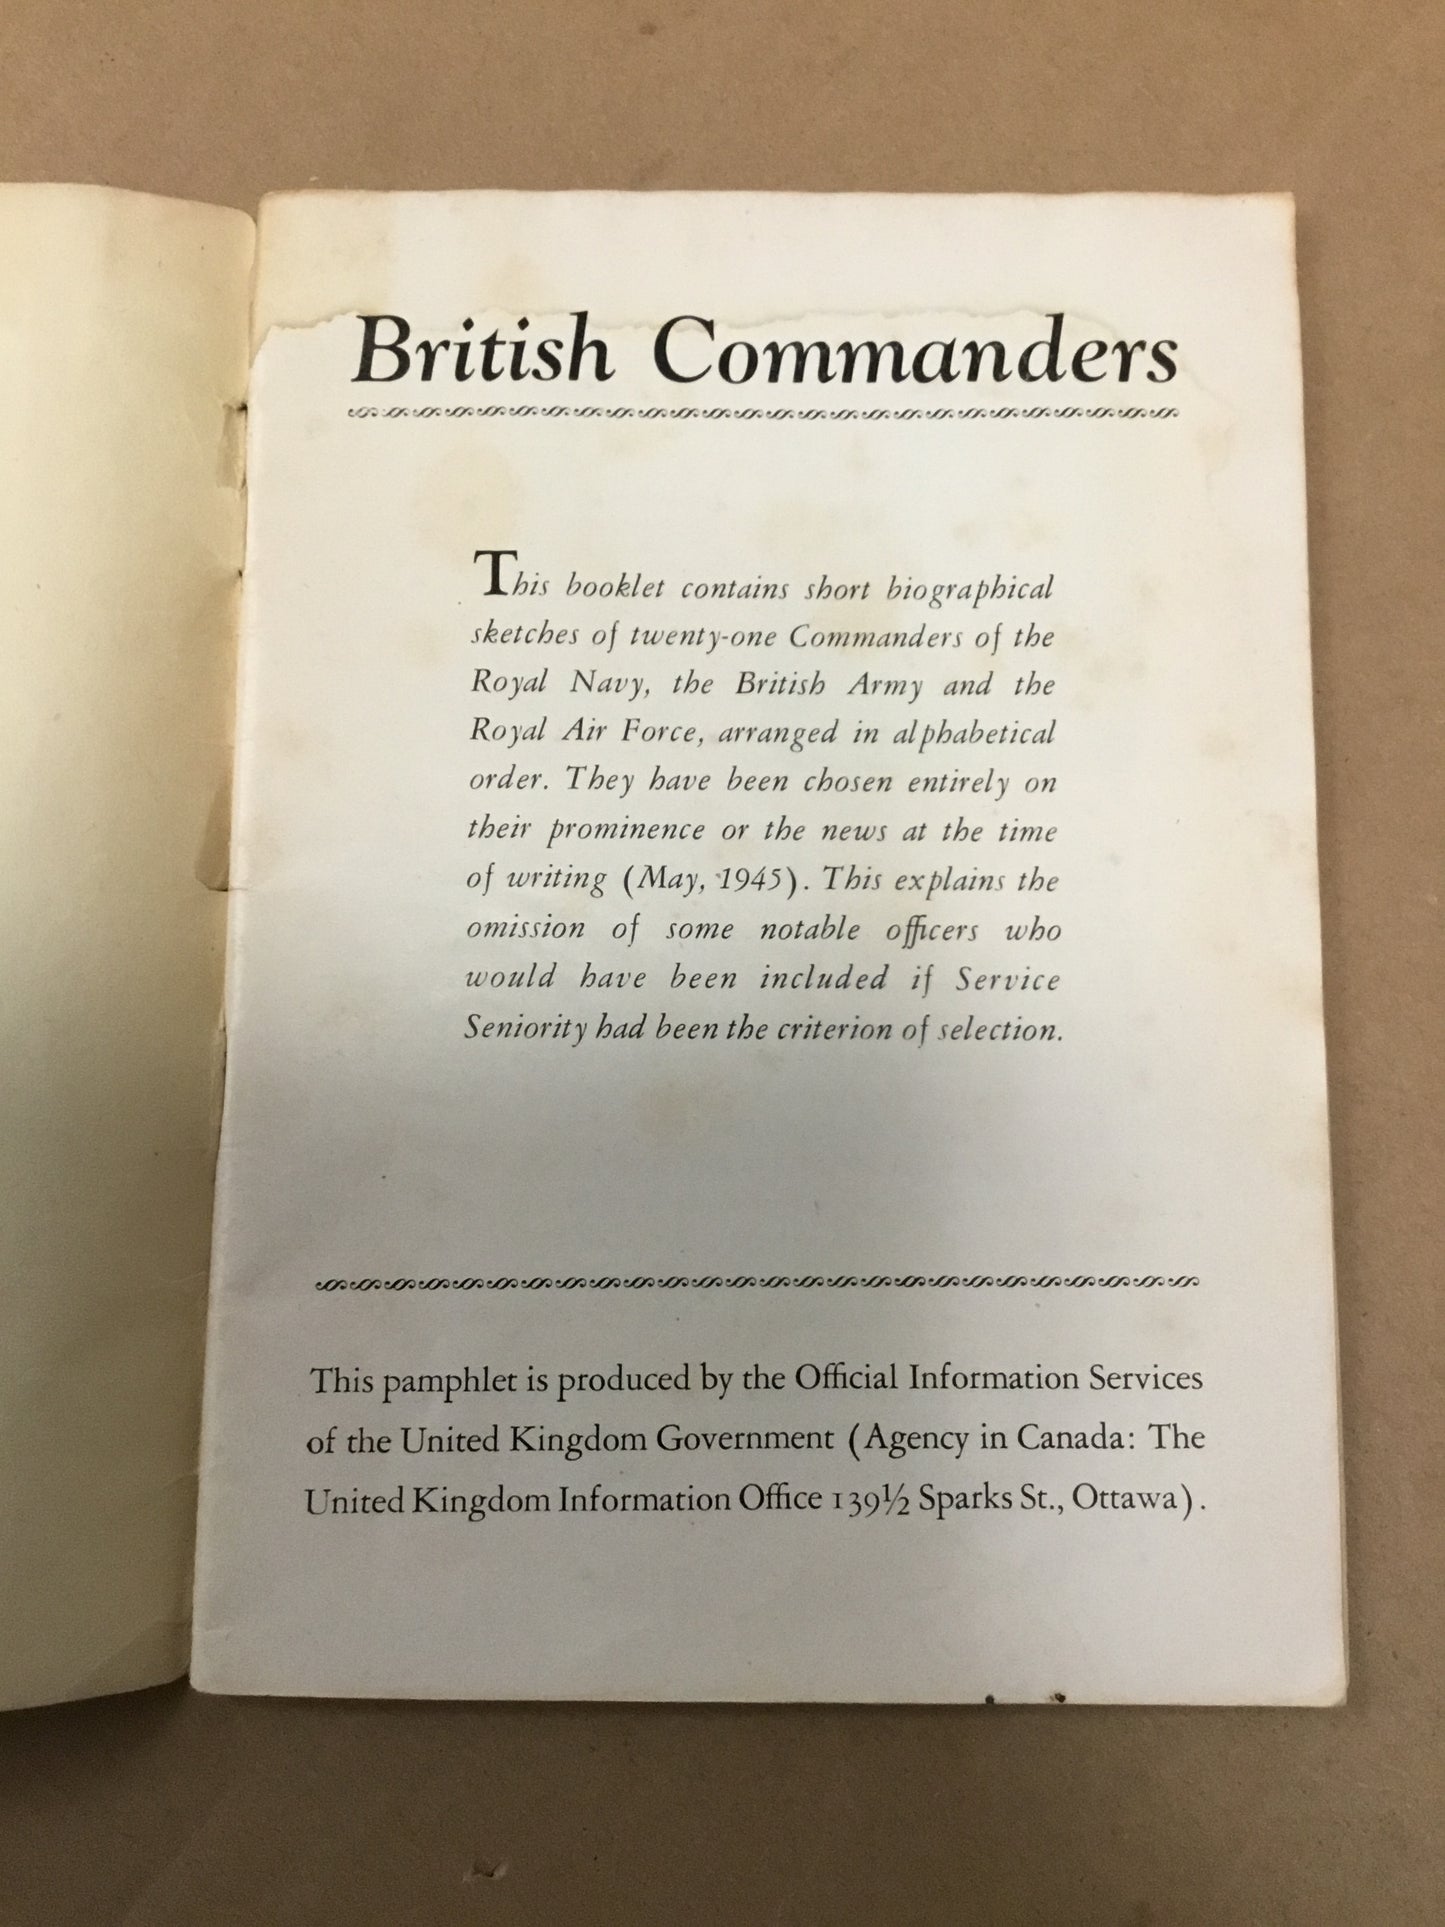 British Commanders
This booklet contains short biographical
sketches of twenty-one Commanders of the
Royal Navy, the British Army and the
Royal Air Force, arranged in alphabetical
order. They have been chosen entirely on
their prominence or the news at the time
of writing (May, 1945). This explains the
omission of some notable officers who
would have been included if Service
Seniority had been the criterion of selection.
This pamphlet is produced by the Official Information Services
of the United Kingdom Government (Agency in Canada: The
United Kingdom Information Office 139½ Sparks St., Ottawa).